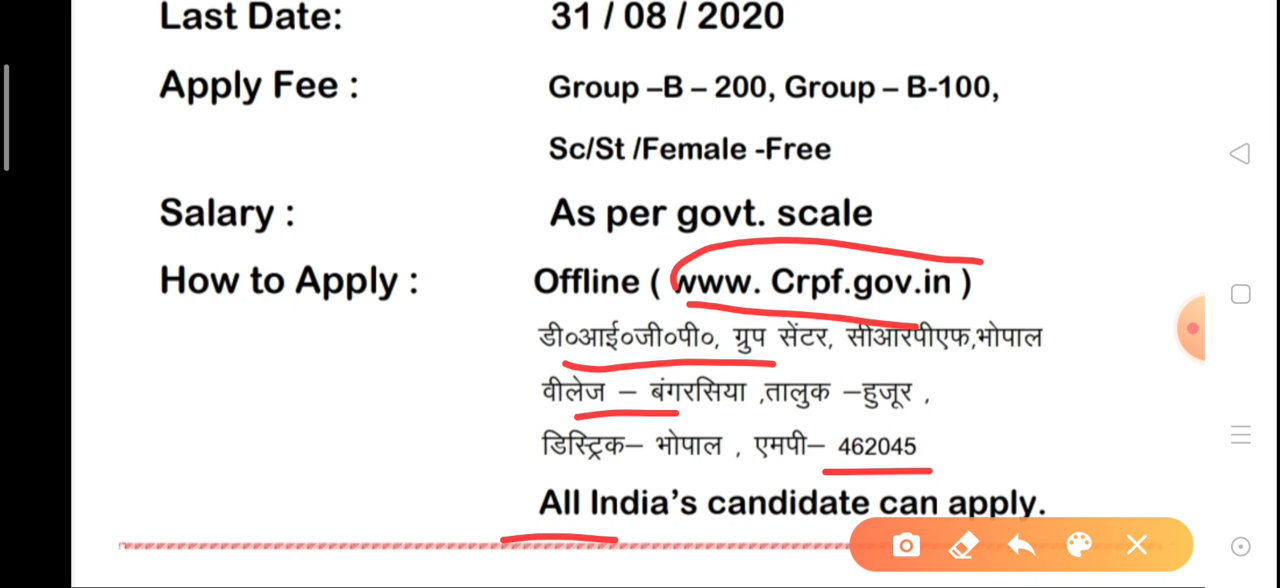 Last Date: 31 / 08 / 2020
Apply Fee : Group –B – 200, Group – B-100,
Sc/St /Female -Free
Salary : As per govt. scale
How to Apply : Offline ( www. Crpf.gov.in )
डी०आई०जी०पी०, ग्रुप सेंटर, सीआरपीएफ,भोपाल
वीलेज – बंगरसिया ,तालुक –हुजूर ,
डिस्ट्रिक– भोपाल , एमपी– 462045
All India's candidate can apply.